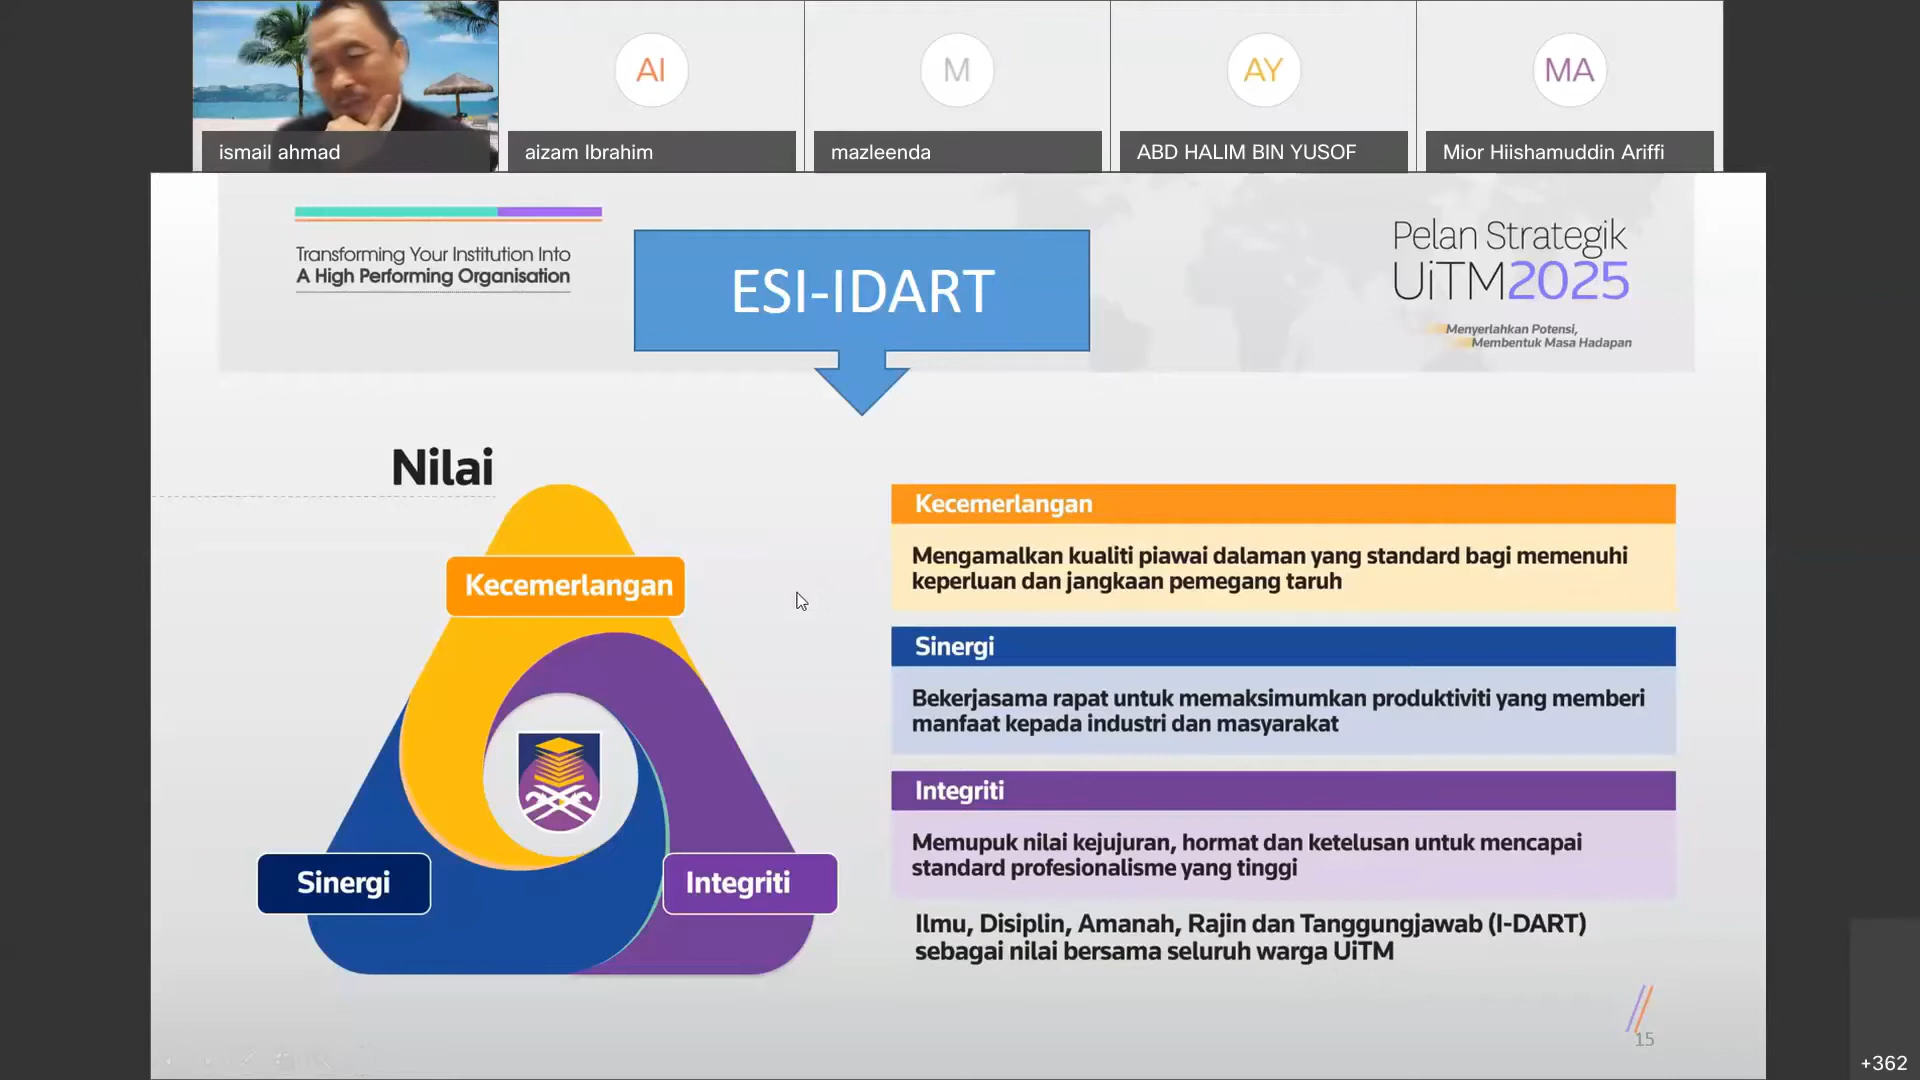 AI
M
AY
MA
ismail ahmad
aizam Ibrahim
mazleenda
ABD HALIM BIN YUSOF
Mior Hiishamuddin Ariffi
Transforming Your Institution Into
A High Performing Organisation
ESI-IDART
Pelan Strategik
UiTM2025
Menyerlahkan Potensi,
Membentuk Masa Hadapan
Nilai
Kecemerlangan
Sinergi
Integriti
Kecemerlangan
Mengamalkan kualiti piawai dalaman yang standard bagi memenuhi
keperluan dan jangkaan pemegang taruh
Sinergi
Bekerjasama rapat untuk memaksimumkan produktiviti yang memberi
manfaat kepada industri dan masyarakat
Integriti
Memupuk nilai kejujuran, hormat dan ketelusan untuk mencapai
standard profesionalisme yang tinggi
Ilmu, Disiplin, Amanah, Rajin dan Tanggungjawab (I-DART)
sebagai nilai bersama seluruh warga UiTM
15
+362